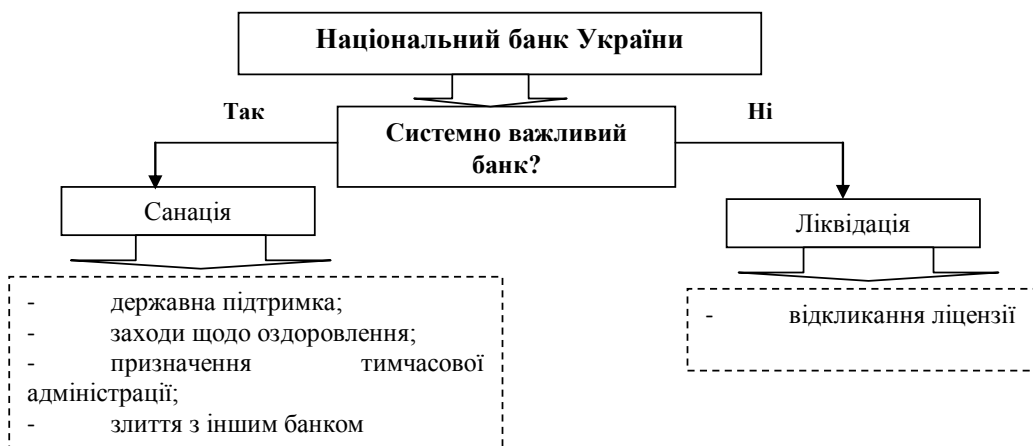 Національний банк України
Так
Ні
Системно важливий
банк?
Санація
Ліквідація
- державна підтримка;
- заходи щодо оздоровлення;
- призначення тимчасової
адміністрації;
- злиття з іншим банком
- відкликання ліцензії